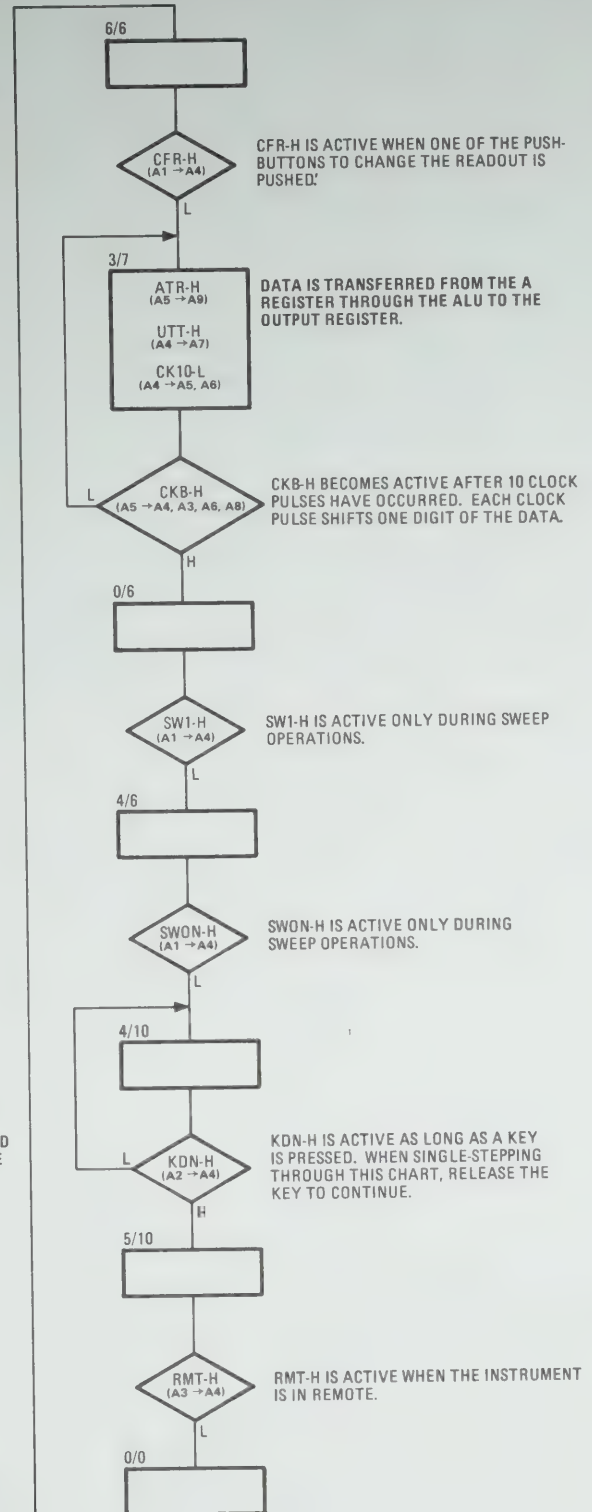 6/6
CFR-H
(A1 →A4)
CFR-H IS ACTIVE WHEN ONE OF THE PUSH-
BUTTONS TO CHANGE THE READOUT IS
PUSHED.'
L
3/7
ATR-H
(A5 →A9)
UTT-H
(A4 →A7)
CK10-L
(A4 →A5, A6)
DATA IS TRANSFERRED FROM THE A
REGISTER THROUGH THE ALU TO THE
OUTPUT REGISTER.
L
CKB-H
(A5 →A4, A3, A6, A8)
CKB-H BECOMES ACTIVE AFTER 10 CLOCK
PULSES HAVE OCCURRED. EACH CLOCK
PULSE SHIFTS ONE DIGIT OF THE DATA.
H
0/6
SW1-H
(A1 →A4)
SW1-H IS ACTIVE ONLY DURING SWEEP
OPERATIONS.
L
4/6
SWON-H
(A1 →A4)
SWON-H IS ACTIVE ONLY DURING
SWEEP OPERATIONS.
L
4/10
D
E
L
KDN-H
(A2 →A4)
KDN-H IS ACTIVE AS LONG AS A KEY
IS PRESSED. WHEN SINGLE-STEPPING
THROUGH THIS CHART, RELEASE THE
KEY TO CONTINUE.
H
5/10
RMT-H
(A3 →A4)
RMT-H IS ACTIVE WHEN THE INSTRUMENT
IS IN REMOTE.
L
0/0